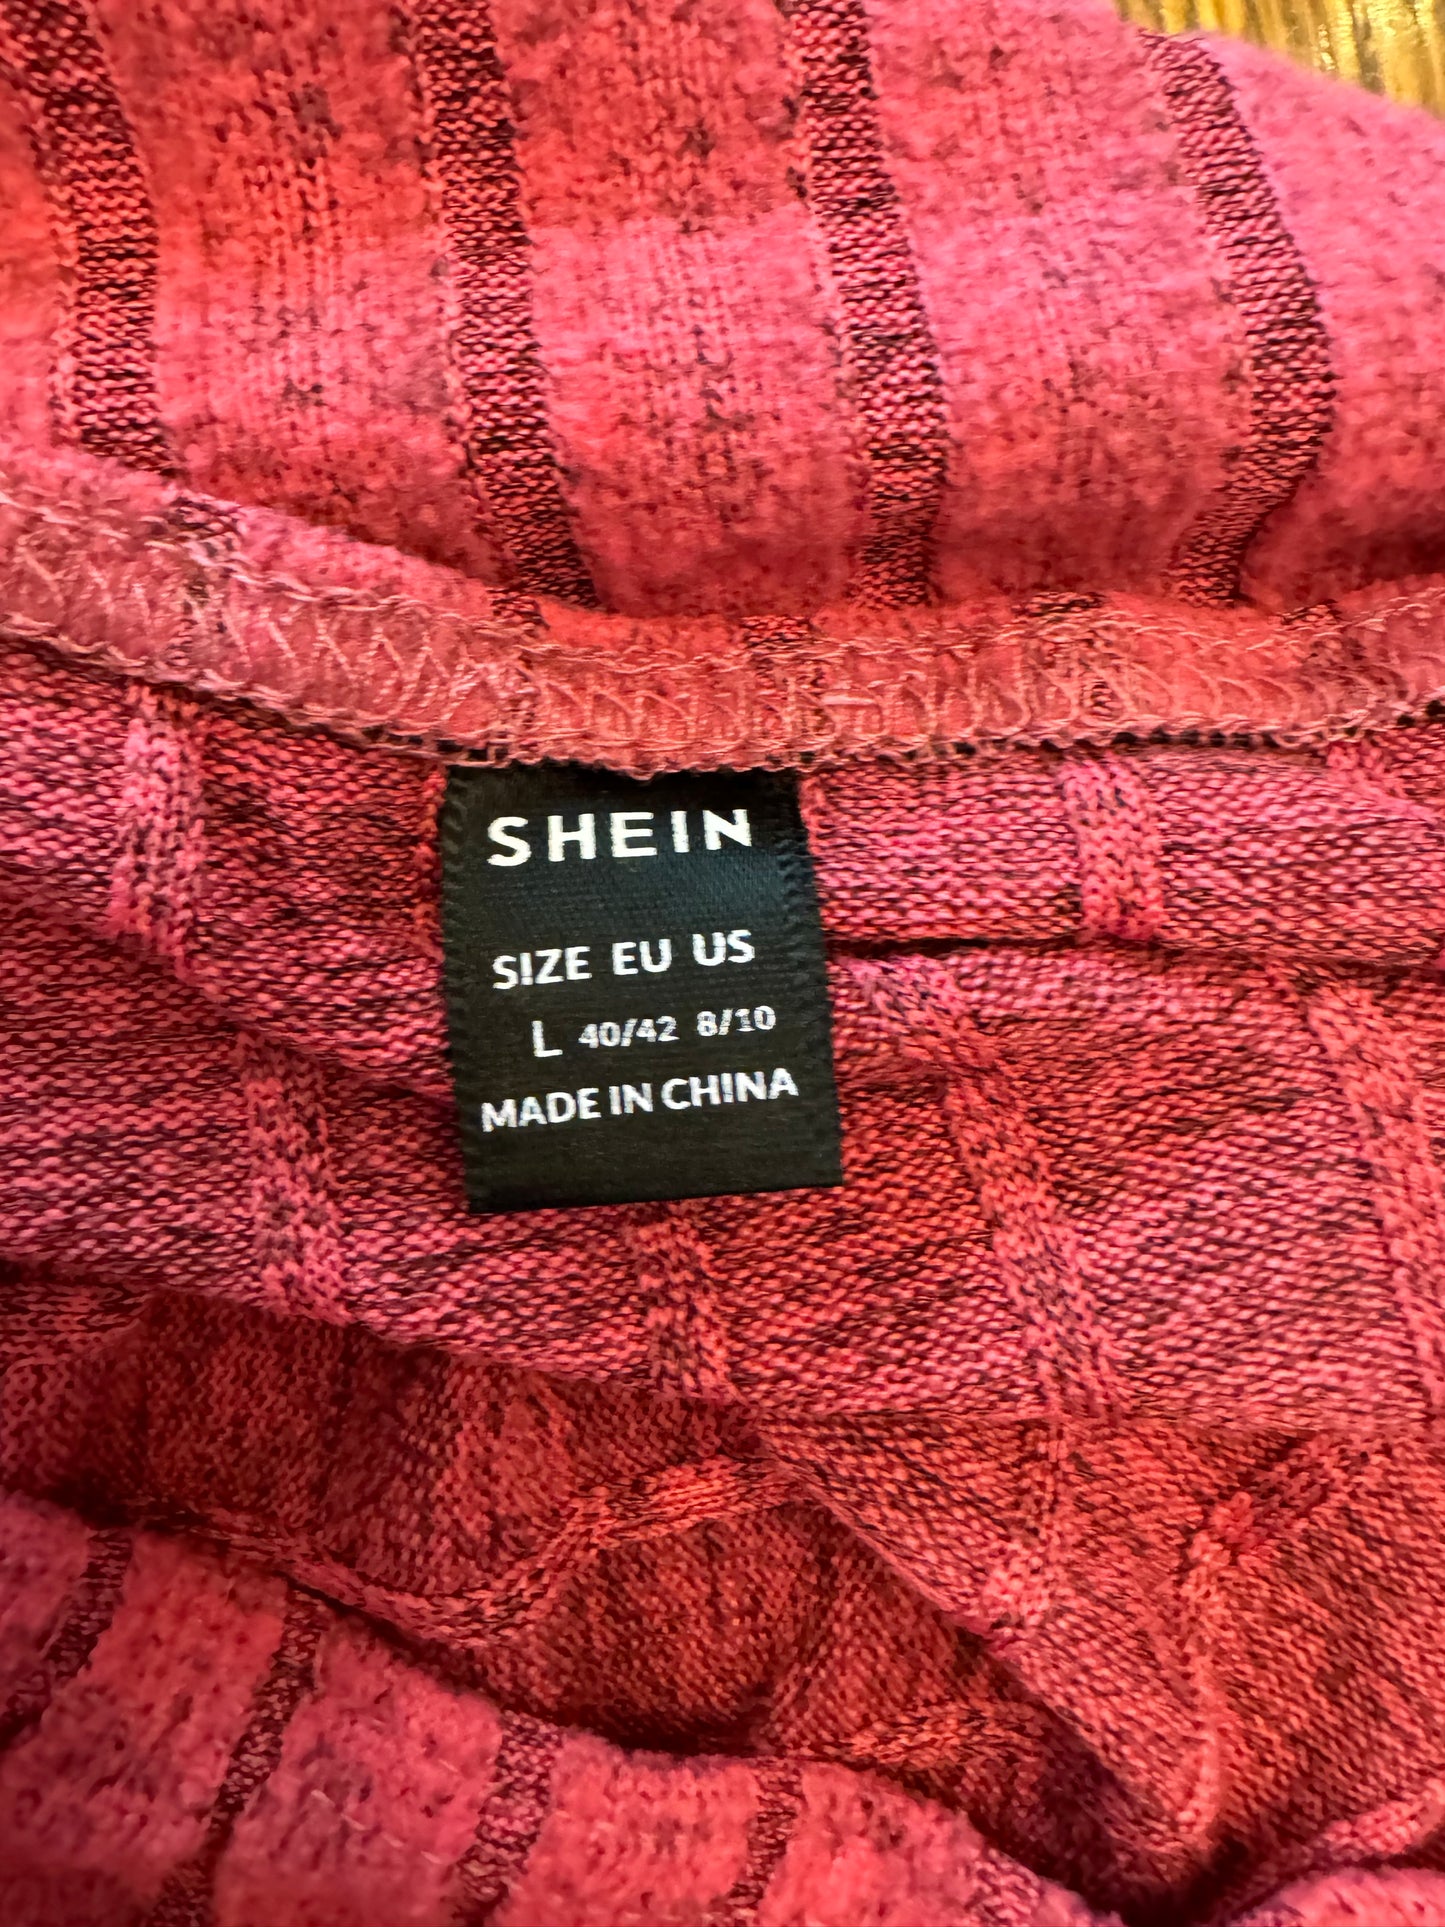 SHEIN
SIZE EU US
L 40/42 8/10
MADE IN CHINA